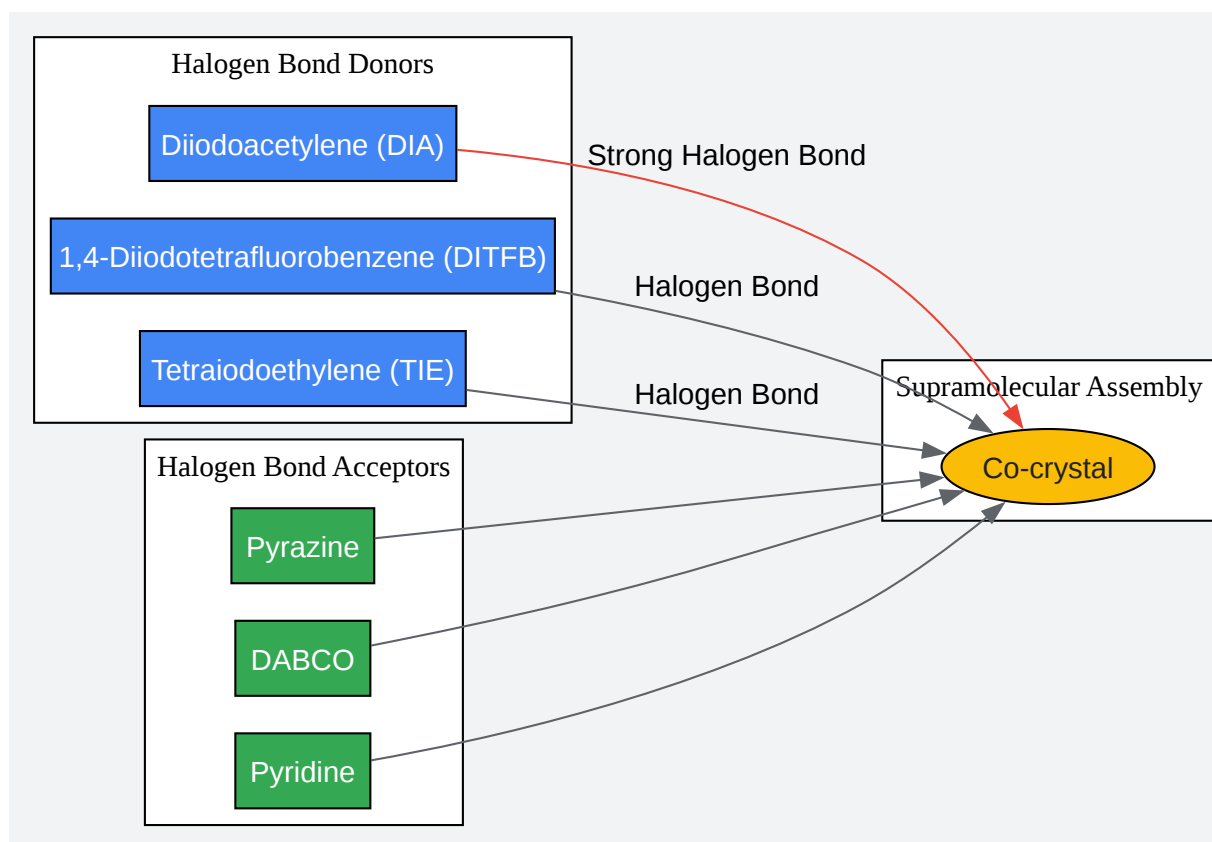 Halogen Bond Donors
Diiodoacetylene (DIA)
Strong Halogen Bond
1,4-Diiodotetrafluorobenzene (DITFB)
Halogen Bond
Tetraiodoethylene (TIE)
Halogen Bond
Supramolecular Assembly
Co-crystal
Halogen Bond Acceptors
Pyrazine
DABCO
Pyridine